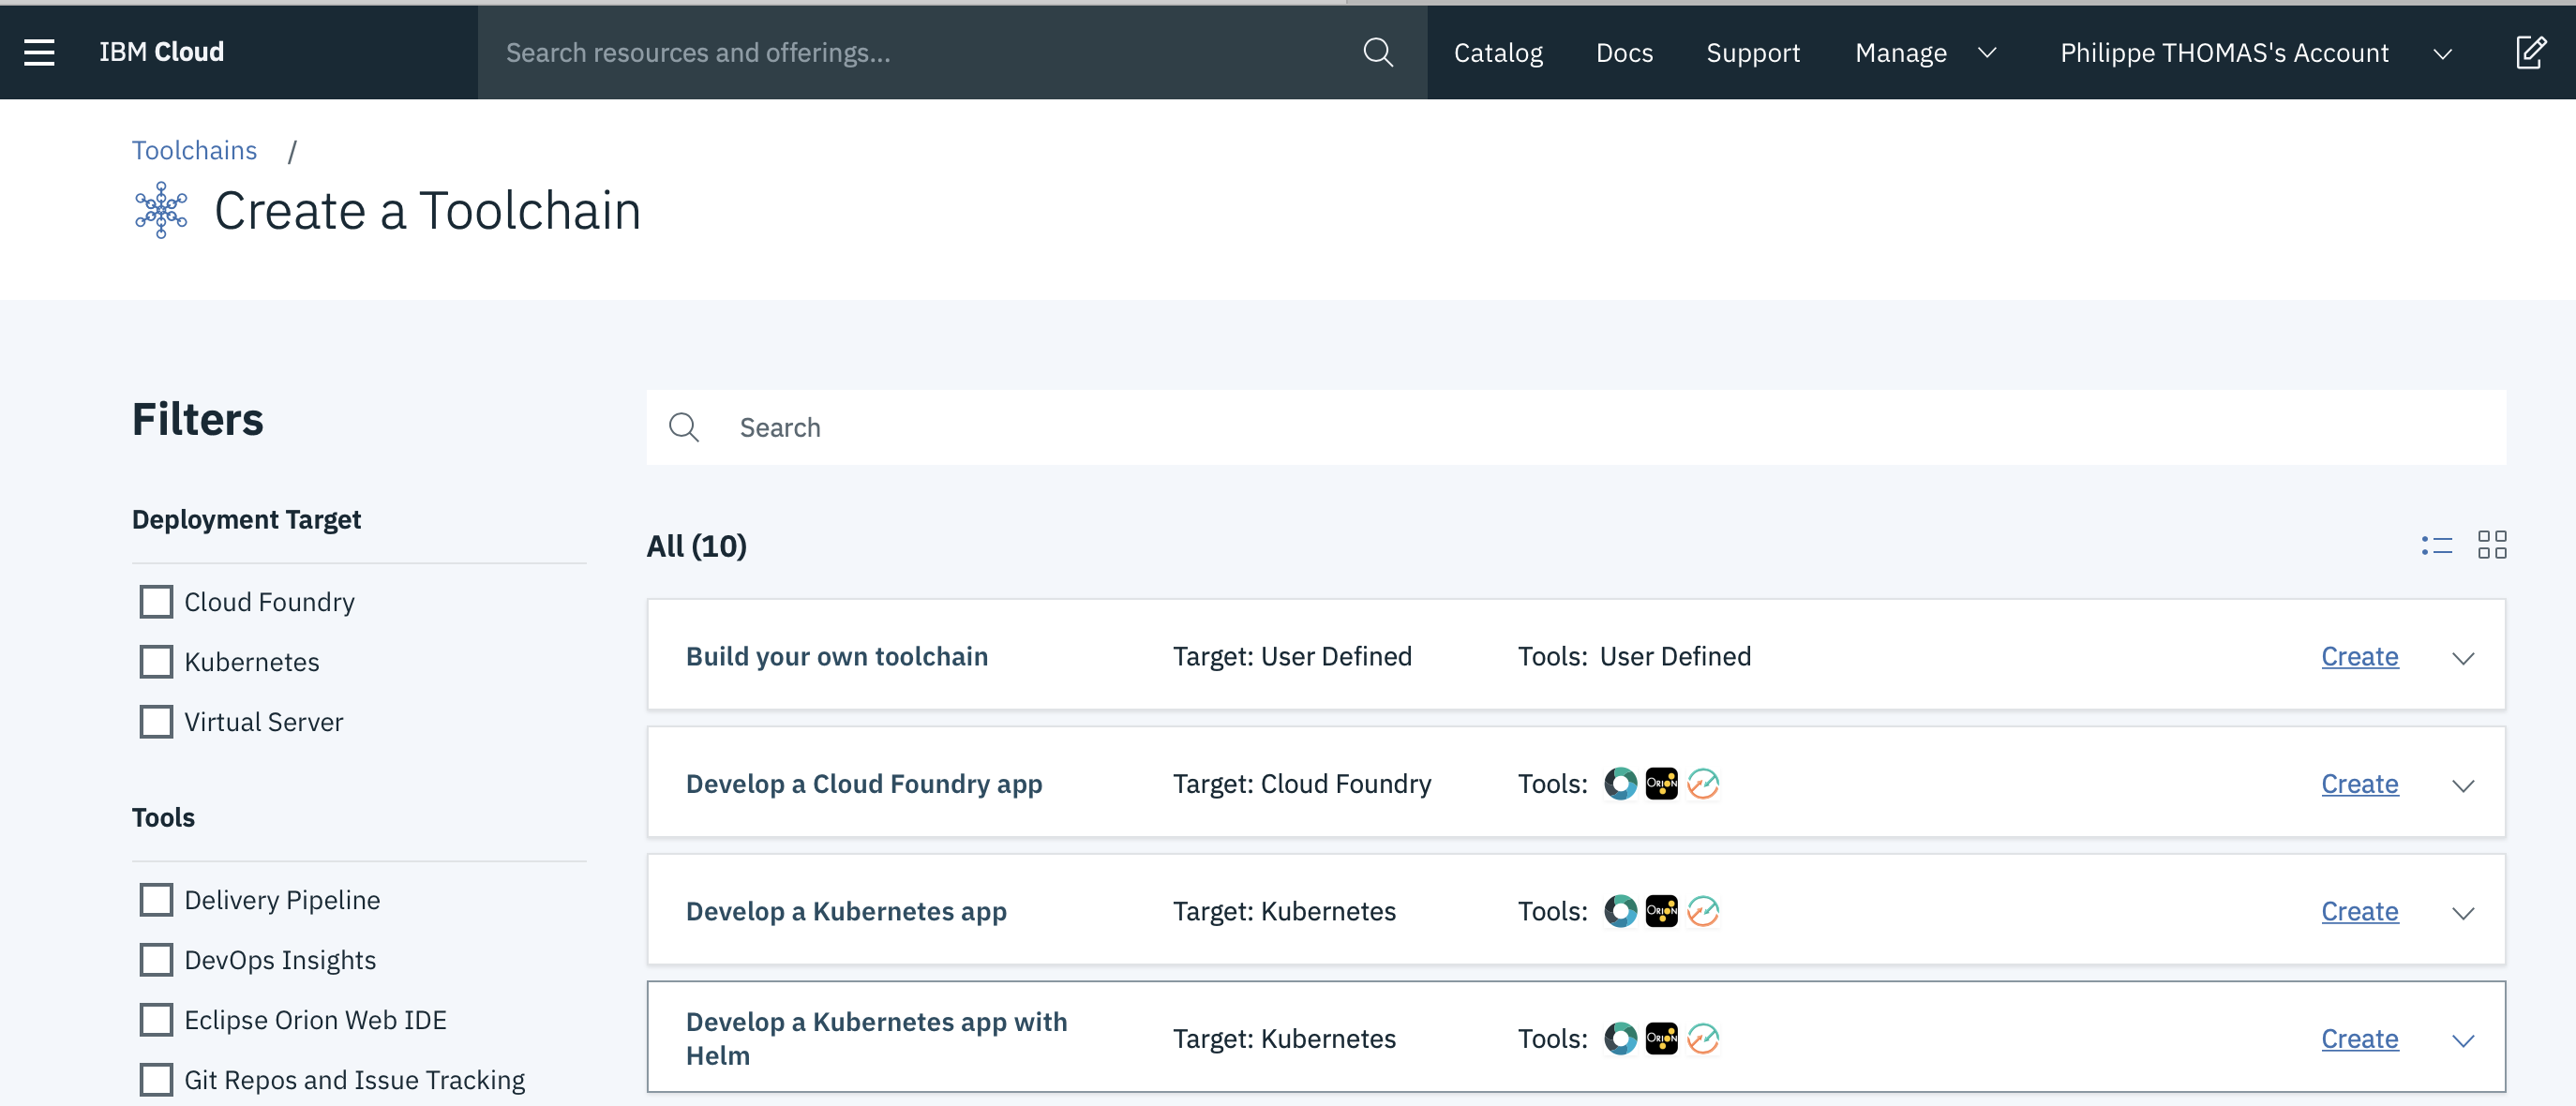 IBM Cloud
Search resources and offerings...
Catalog
Docs
Support
Manage
Philippe THOMAS's Account
Toolchains /
Create a Toolchain
Filters
Deployment Target
Cloud Foundry
Kubernetes
Virtual Server
Tools
Delivery Pipeline
DevOps Insights
Eclipse Orion Web IDE
Git Repos and Issue Tracking
Search
All (10)
Build your own toolchain
Target: User Defined
Tools: User Defined
Create
Develop a Cloud Foundry app
Target: Cloud Foundry
Tools:
ORION
Create
Develop a Kubernetes app
Target: Kubernetes
Tools:
ORION
Create
Develop a Kubernetes app with
Helm
Target: Kubernetes
Tools:
ORION
Create